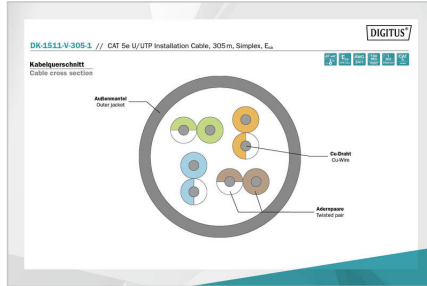 DIGITUS®
DK-1511-V-305-1 // CAT 5e U/UTP Installation Cable, 305 m, Simplex, Eca
Kabelquerschnitt
Cable cross section
Außenmantel
Outer jacket
Cu-Draht
Cu-Wire
Adernpaare
Twisted pair